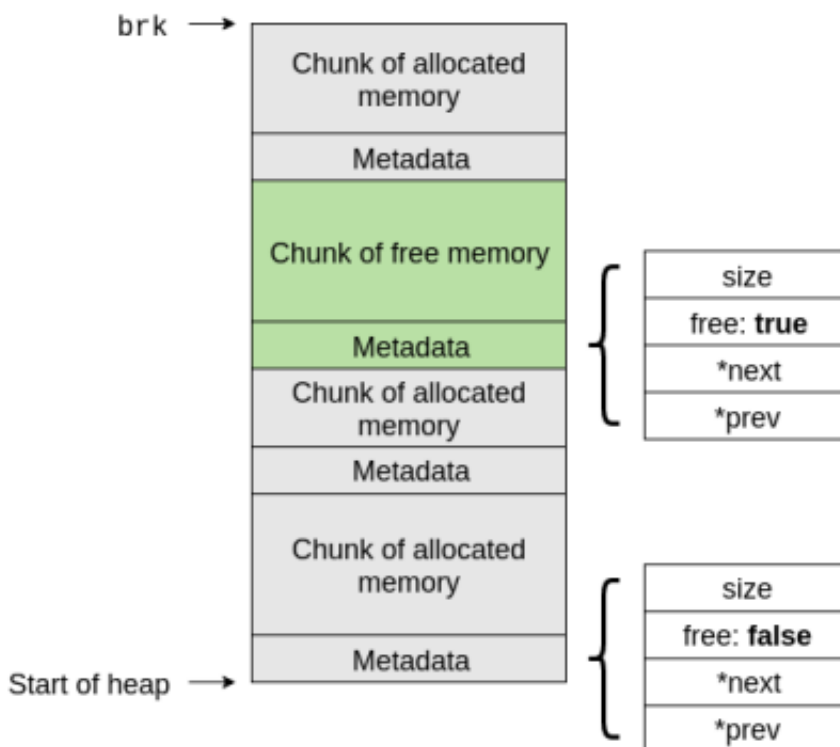 brk
Chunk of allocated
memory
Metadata
Chunk of free memory
Metadata
Chunk of allocated
memory
Metadata
Chunk of allocated
memory
Metadata
Start of heap
size
free: true
*next
*prev
size
free: false
*next
*prev